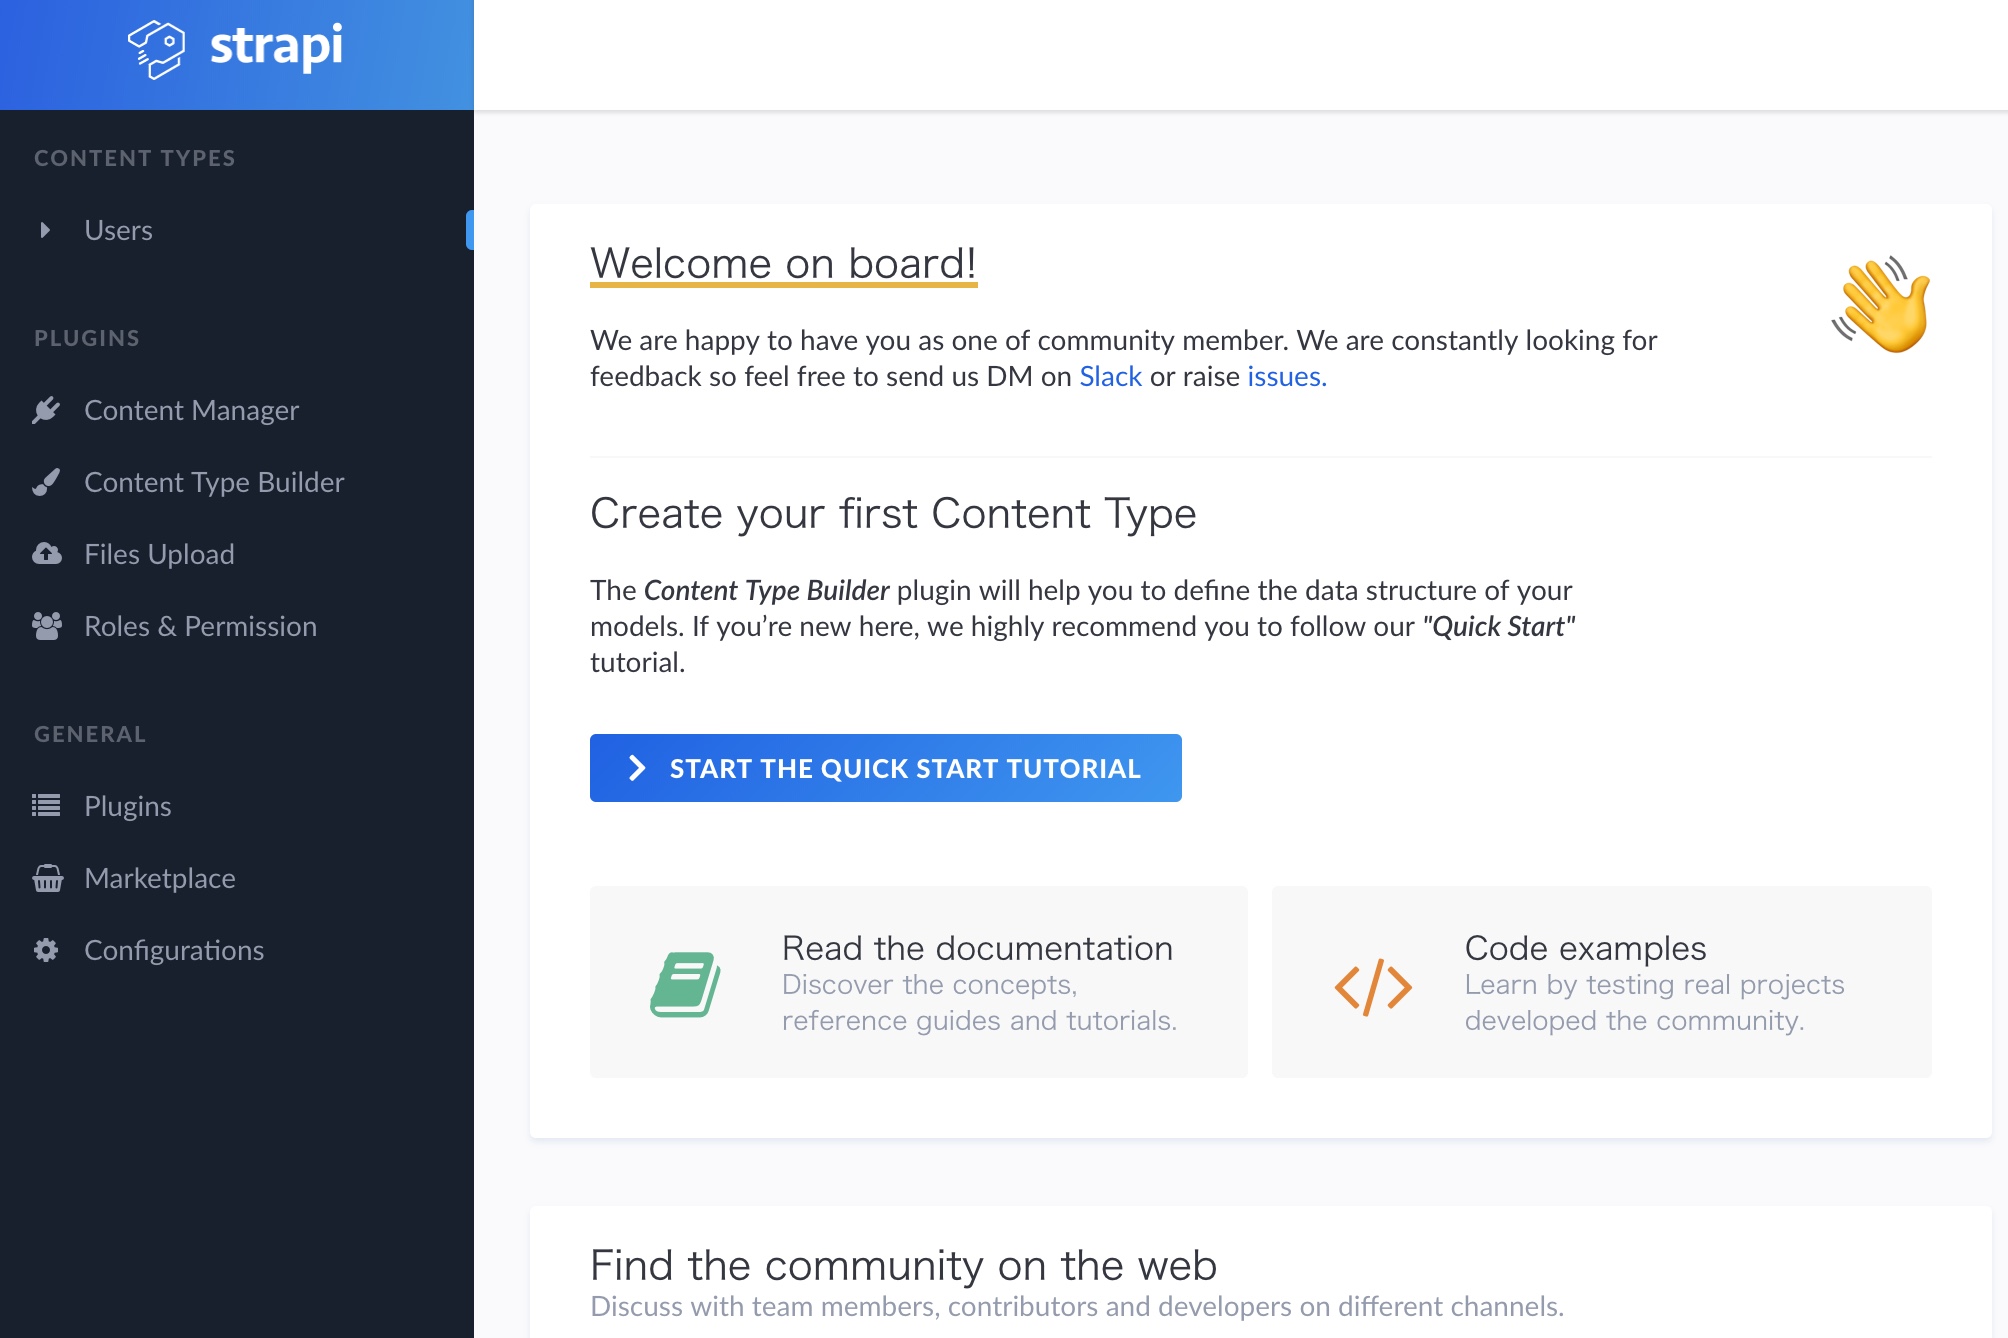 strapi
CONTENT TYPES
Users
PLUGINS
Content Manager
Content Type Builder
Files Upload
Roles & Permission
GENERAL
Plugins
Marketplace
Configurations
Welcome on board!
We are happy to have you as one of community member. We are constantly looking for
feedback so feel free to send us DM on Slack or raise issues.
Create your first Content Type
The Content Type Builder plugin will help you to define the data structure of your
models. If you’re new here, we highly recommend you to follow our "Quick Start"
tutorial.
START THE QUICK START TUTORIAL
Read the documentation
Discover the concepts,
reference guides and tutorials.
Code examples
Learn by testing real projects
developed the community.
Find the community on the web
Discuss with team members, contributors and developers on different channels.